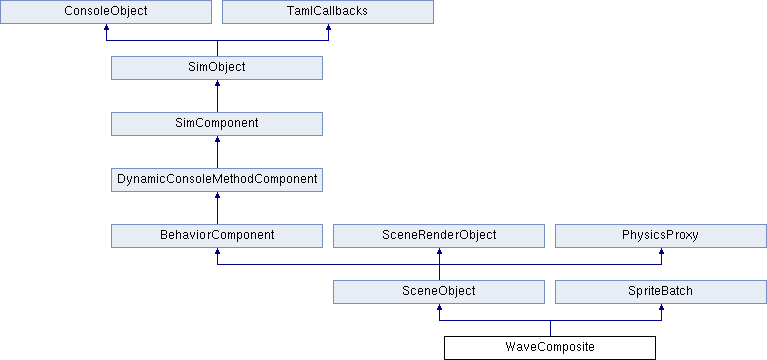 ConsoleObject
TamlCallbacks
SimObject
SimComponent
DynamicConsoleMethodComponent
BehaviorComponent
SceneRenderObject
PhysicsProxy
SceneObject
SpriteBatch
WaveComposite